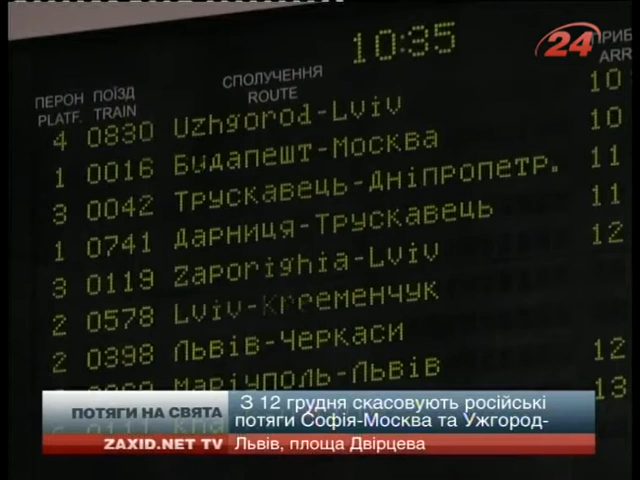 10:35
24
ПЕРОН ПОЇЗД СПОЛУЧЕННЯ ПРИБ
PLATF. TRAIN ROUTE ARR
4 0830 Uzhgorod-Lviv 10
1 0016 Будапешт-Москва 10
3 0042 Трускавець-Дніпропетр. 11
1 0741 Дарниця-Трускавець 11
3 0119 Zaporighia-Lviv 12
2 0578 Lviv-Кременчук
2 0398 Львів-Черкаси 12
Маріуполь-Львів 13
ПОТЯГИ НА СВЯТА
З 12 грудня скасовують російські
потяги Софія-Москва та Ужгород-
ZAXID.NET TV
Львів, площа Двірцева